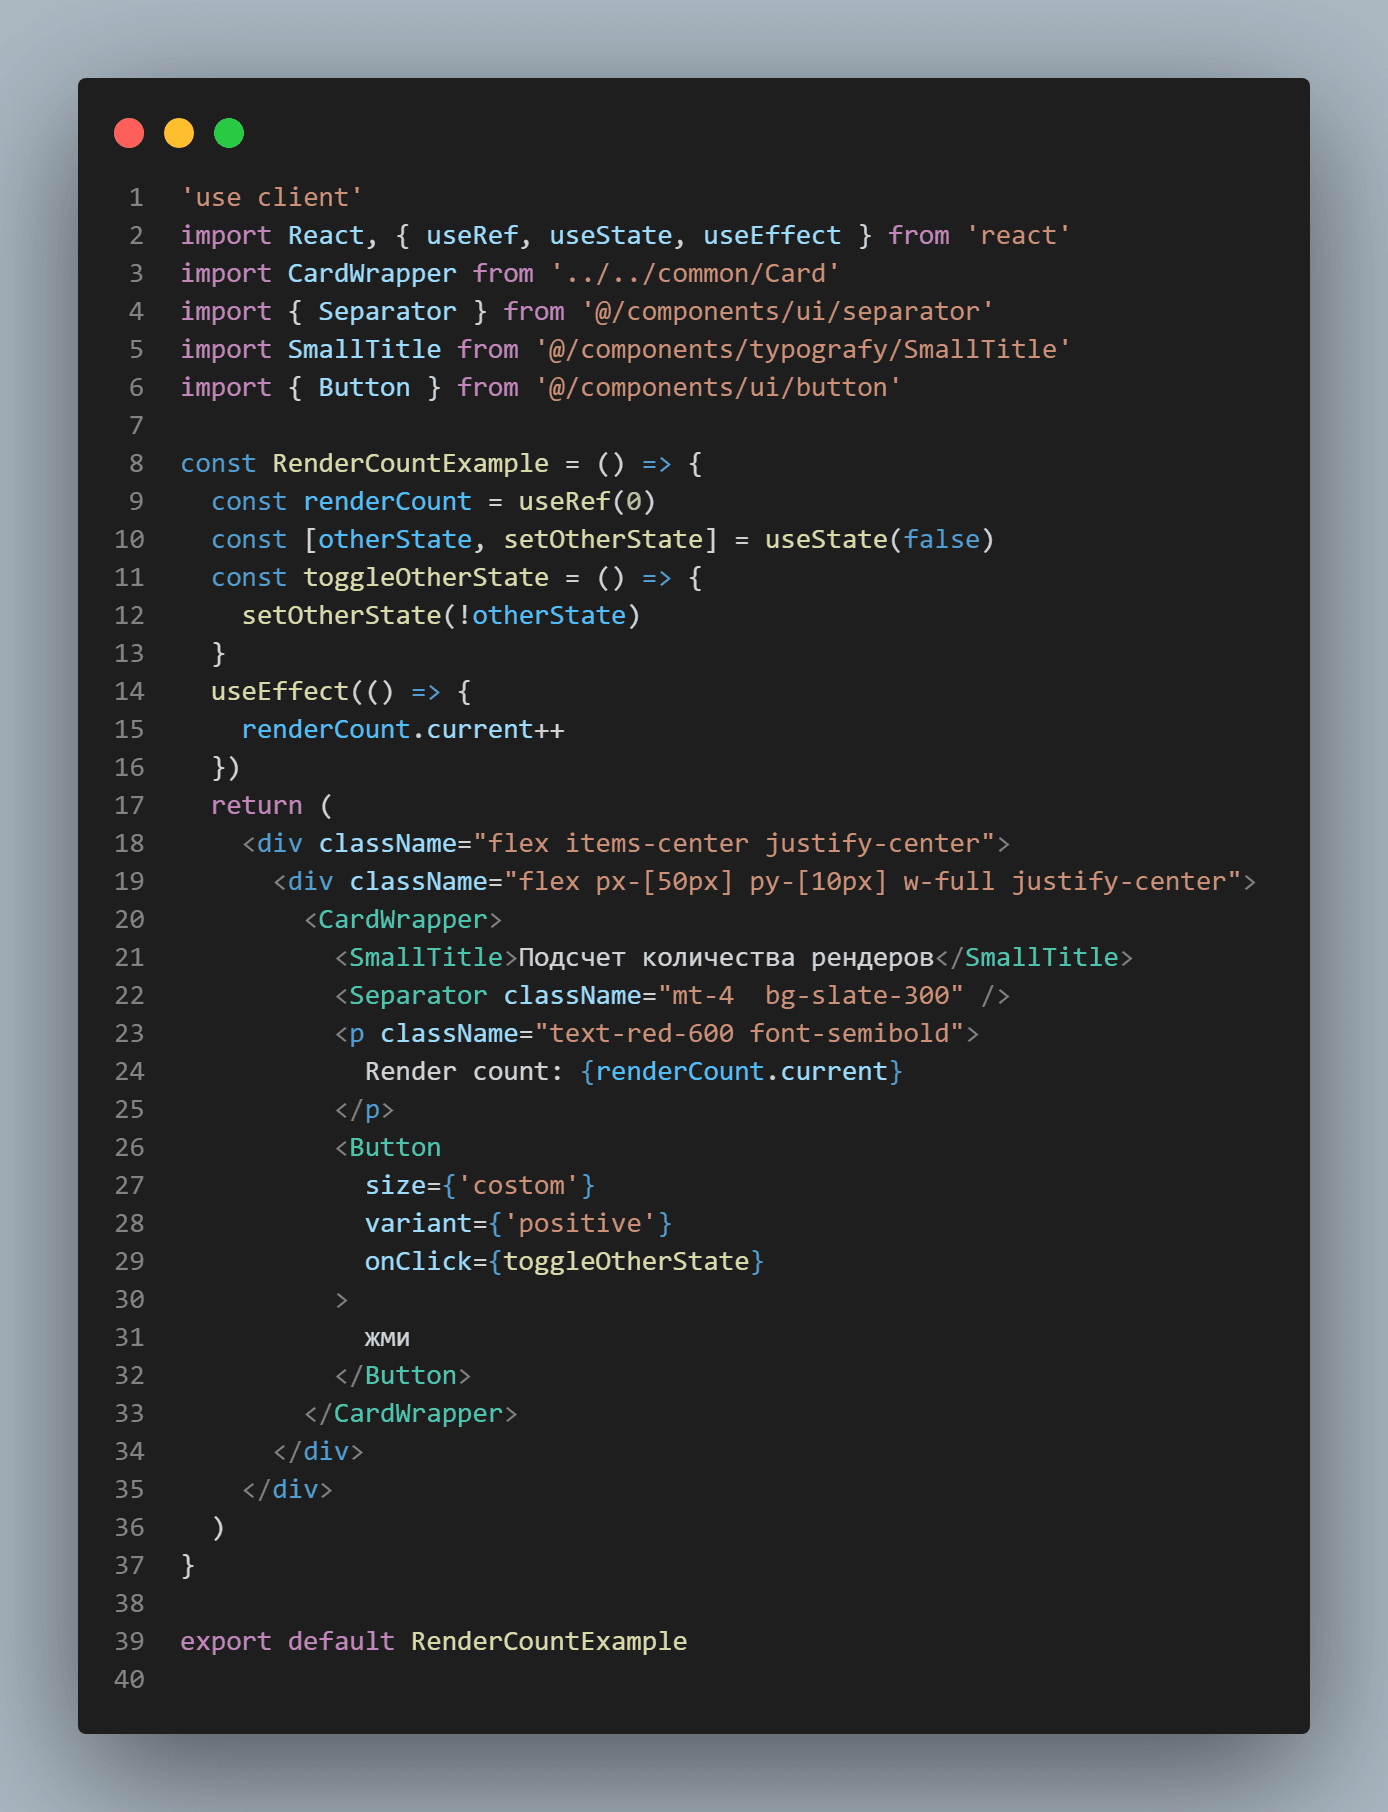 1 'use client'
2 import React, { useRef, useState, useEffect } from 'react'
3 import CardWrapper from '../../common/Card'
4 import { Separator } from '@/components/ui/separator'
5 import SmallTitle from '@/components/typografy/SmallTitle'
6 import { Button } from '@/components/ui/button'
7
8 const RenderCountExample = () => {
9   const renderCount = useRef(0)
10   const [otherState, setOtherState] = useState(false)
11   const toggleOtherState = () => {
12     setOtherState(!otherState)
13   }
14   useEffect(() => {
15     renderCount.current++
16   })
17   return (
18     <div className="flex items-center justify-center">
19       <div className="flex px-[50px] py-[10px] w-full justify-center">
20         <CardWrapper>
21           <SmallTitle>Подсчет количества рендеров</SmallTitle>
22           <Separator className="mt-4  bg-slate-300" />
23           <p className="text-red-600 font-semibold">
24             Render count: {renderCount.current}
25           </p>
26           <Button
27             size={'costom'}
28             variant={'positive'}
29             onClick={toggleOtherState}
30           >
31             жми
32           </Button>
33         </CardWrapper>
34       </div>
35     </div>
36   )
37 }
38
39 export default RenderCountExample
40